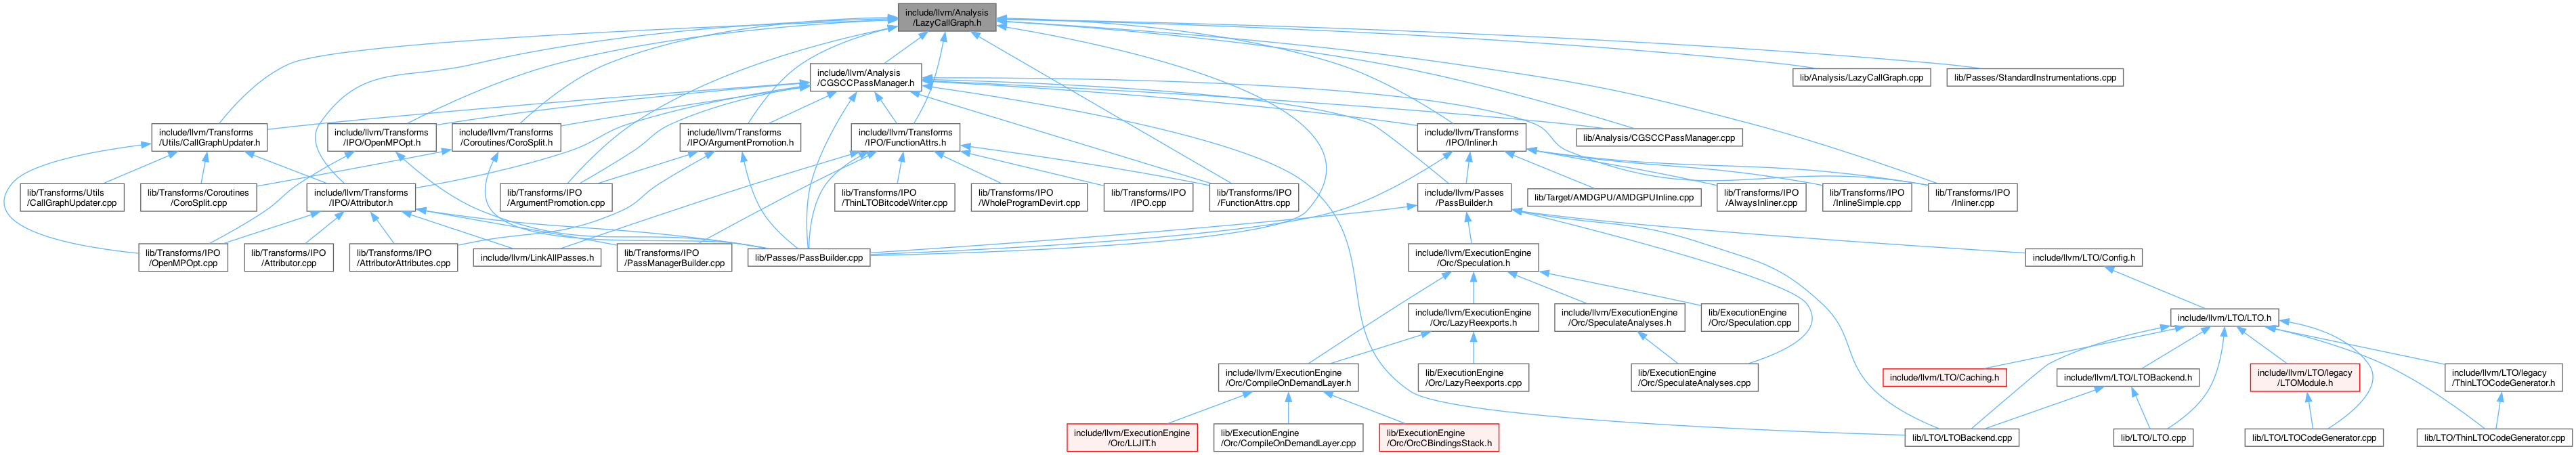 include/llvm/Analysis
/LazyCallGraph.h
include/llvm/Analysis
/CGSCCPassManager.h
lib/Analysis/LazyCallGraph.cpp
lib/Passes/StandardInstrumentations.cpp
include/llvm/Transforms
/Utils/CallGraphUpdater.h
include/llvm/Transforms
/IPO/OpenMPOpt.h
include/llvm/Transforms
/Coroutines/CoroSplit.h
include/llvm/Transforms
/IPO/ArgumentPromotion.h
include/llvm/Transforms
/IPO/FunctionAttrs.h
include/llvm/Transforms
/IPO/Inliner.h
lib/Analysis/CGSCCPassManager.cpp
lib/Transforms/Utils
/CallGraphUpdater.cpp
lib/Transforms/Coroutines
/CoroSplit.cpp
include/llvm/Transforms
/IPO/Attributor.h
lib/Transforms/IPO
/ArgumentPromotion.cpp
lib/Transforms/IPO
/ThinLTOBitcodeWriter.cpp
lib/Transforms/IPO
/WholeProgramDevirt.cpp
lib/Transforms/IPO
/IPO.cpp
lib/Transforms/IPO
/FunctionAttrs.cpp
include/llvm/Passes
/PassBuilder.h
lib/Target/AMDGPU/AMDGPUInline.cpp
lib/Transforms/IPO
/AlwaysInliner.cpp
lib/Transforms/IPO
/InlineSimple.cpp
lib/Transforms/IPO
/Inliner.cpp
lib/Transforms/IPO
/OpenMPOpt.cpp
lib/Transforms/IPO
/Attributor.cpp
lib/Transforms/IPO
/AttributorAttributes.cpp
include/llvm/LinkAllPasses.h
lib/Transforms/IPO
/PassManagerBuilder.cpp
lib/Passes/PassBuilder.cpp
include/llvm/ExecutionEngine
/Orc/Speculation.h
include/llvm/LTO/Config.h
include/llvm/ExecutionEngine
/Orc/LazyReexports.h
include/llvm/ExecutionEngine
/Orc/SpeculateAnalyses.h
lib/ExecutionEngine
/Orc/Speculation.cpp
include/llvm/LTO/LTO.h
include/llvm/ExecutionEngine
/Orc/CompileOnDemandLayer.h
lib/ExecutionEngine
/Orc/LazyReexports.cpp
lib/ExecutionEngine
/Orc/SpeculateAnalyses.cpp
include/llvm/LTO/Caching.h
include/llvm/LTO/LTOBackend.h
include/llvm/LTO/legacy
/LTOModule.h
include/llvm/LTO/legacy
/ThinLTOCodeGenerator.h
include/llvm/ExecutionEngine
/Orc/LLJIT.h
lib/ExecutionEngine
/Orc/CompileOnDemandLayer.cpp
lib/ExecutionEngine
/Orc/OrcCBindingsStack.h
lib/LTO/LTOBackend.cpp
lib/LTO/LTO.cpp
lib/LTO/LTOCodeGenerator.cpp
lib/LTO/ThinLTOCodeGenerator.cpp